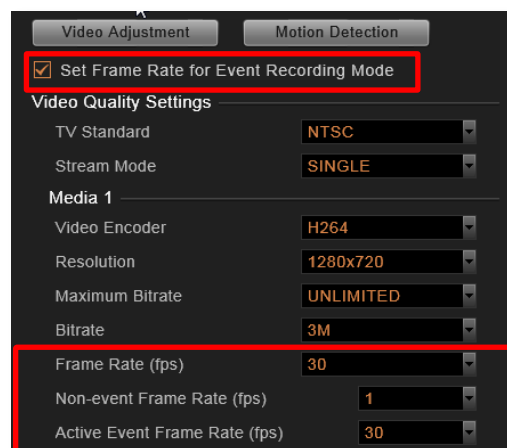 Video Adjustment Motion Detection
Set Frame Rate for Event Recording Mode
Video Quality Settings
TV Standard NTSC
Stream Mode SINGLE
Media 1
Video Encoder H264
Resolution 1280x720
Maximum Bitrate UNLIMITED
Bitrate 3M
Frame Rate (fps) 30
Non-event Frame Rate (fps) 1
Active Event Frame Rate (fps) 30